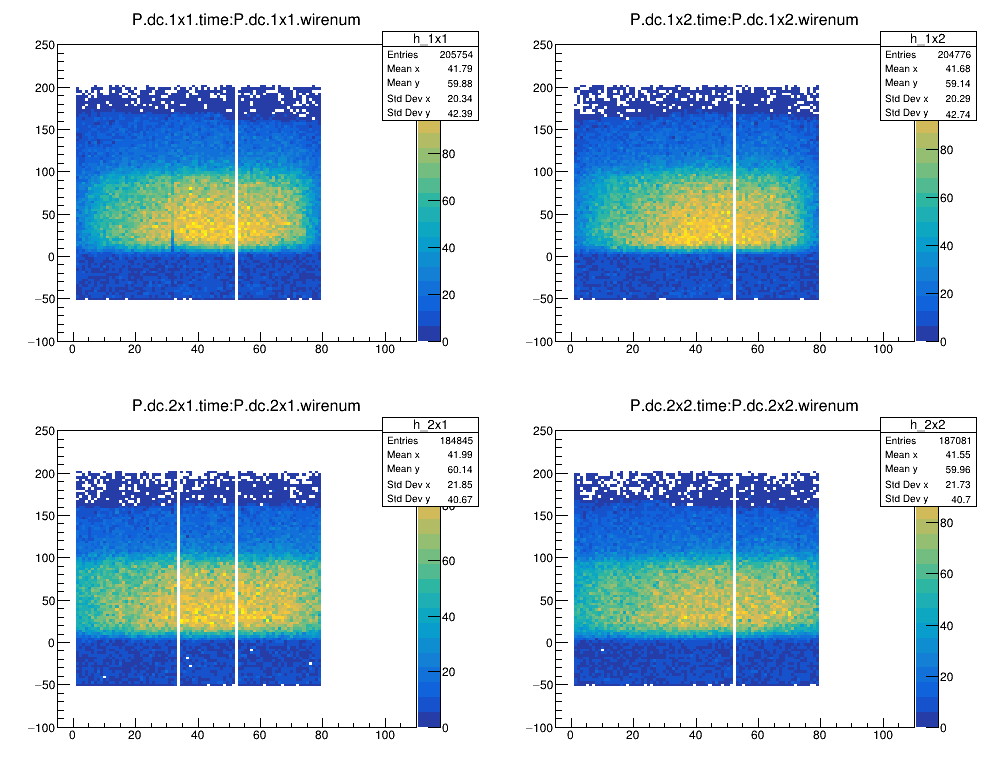 P.dc.1x1.time:P.dc.1x1.wirenum
h_1x1
Entries 205754
Mean x 41.79
Mean y 59.88
Std Dev x 20.34
Std Dev y 42.39
250
200
150
100
50
0
−50
−100
0 20 40 60 80 100
80
60
40
20
0
P.dc.1x2.time:P.dc.1x2.wirenum
h_1x2
Entries 204776
Mean x 41.68
Mean y 59.14
Std Dev x 20.29
Std Dev y 42.74
250
200
150
100
50
0
−50
−100
0 20 40 60 80 100
80
60
40
20
0
P.dc.2x1.time:P.dc.2x1.wirenum
h_2x1
Entries 184845
Mean x 41.99
Mean y 60.14
Std Dev x 21.85
Std Dev y 40.67
250
200
150
100
50
0
−50
−100
0 20 40 60 80 100
80
60
40
20
0
P.dc.2x2.time:P.dc.2x2.wirenum
h_2x2
Entries 187081
Mean x 41.55
Mean y 59.96
Std Dev x 21.73
Std Dev y 40.7
250
200
150
100
50
0
−50
−100
0 20 40 60 80 100
80
60
40
20
0